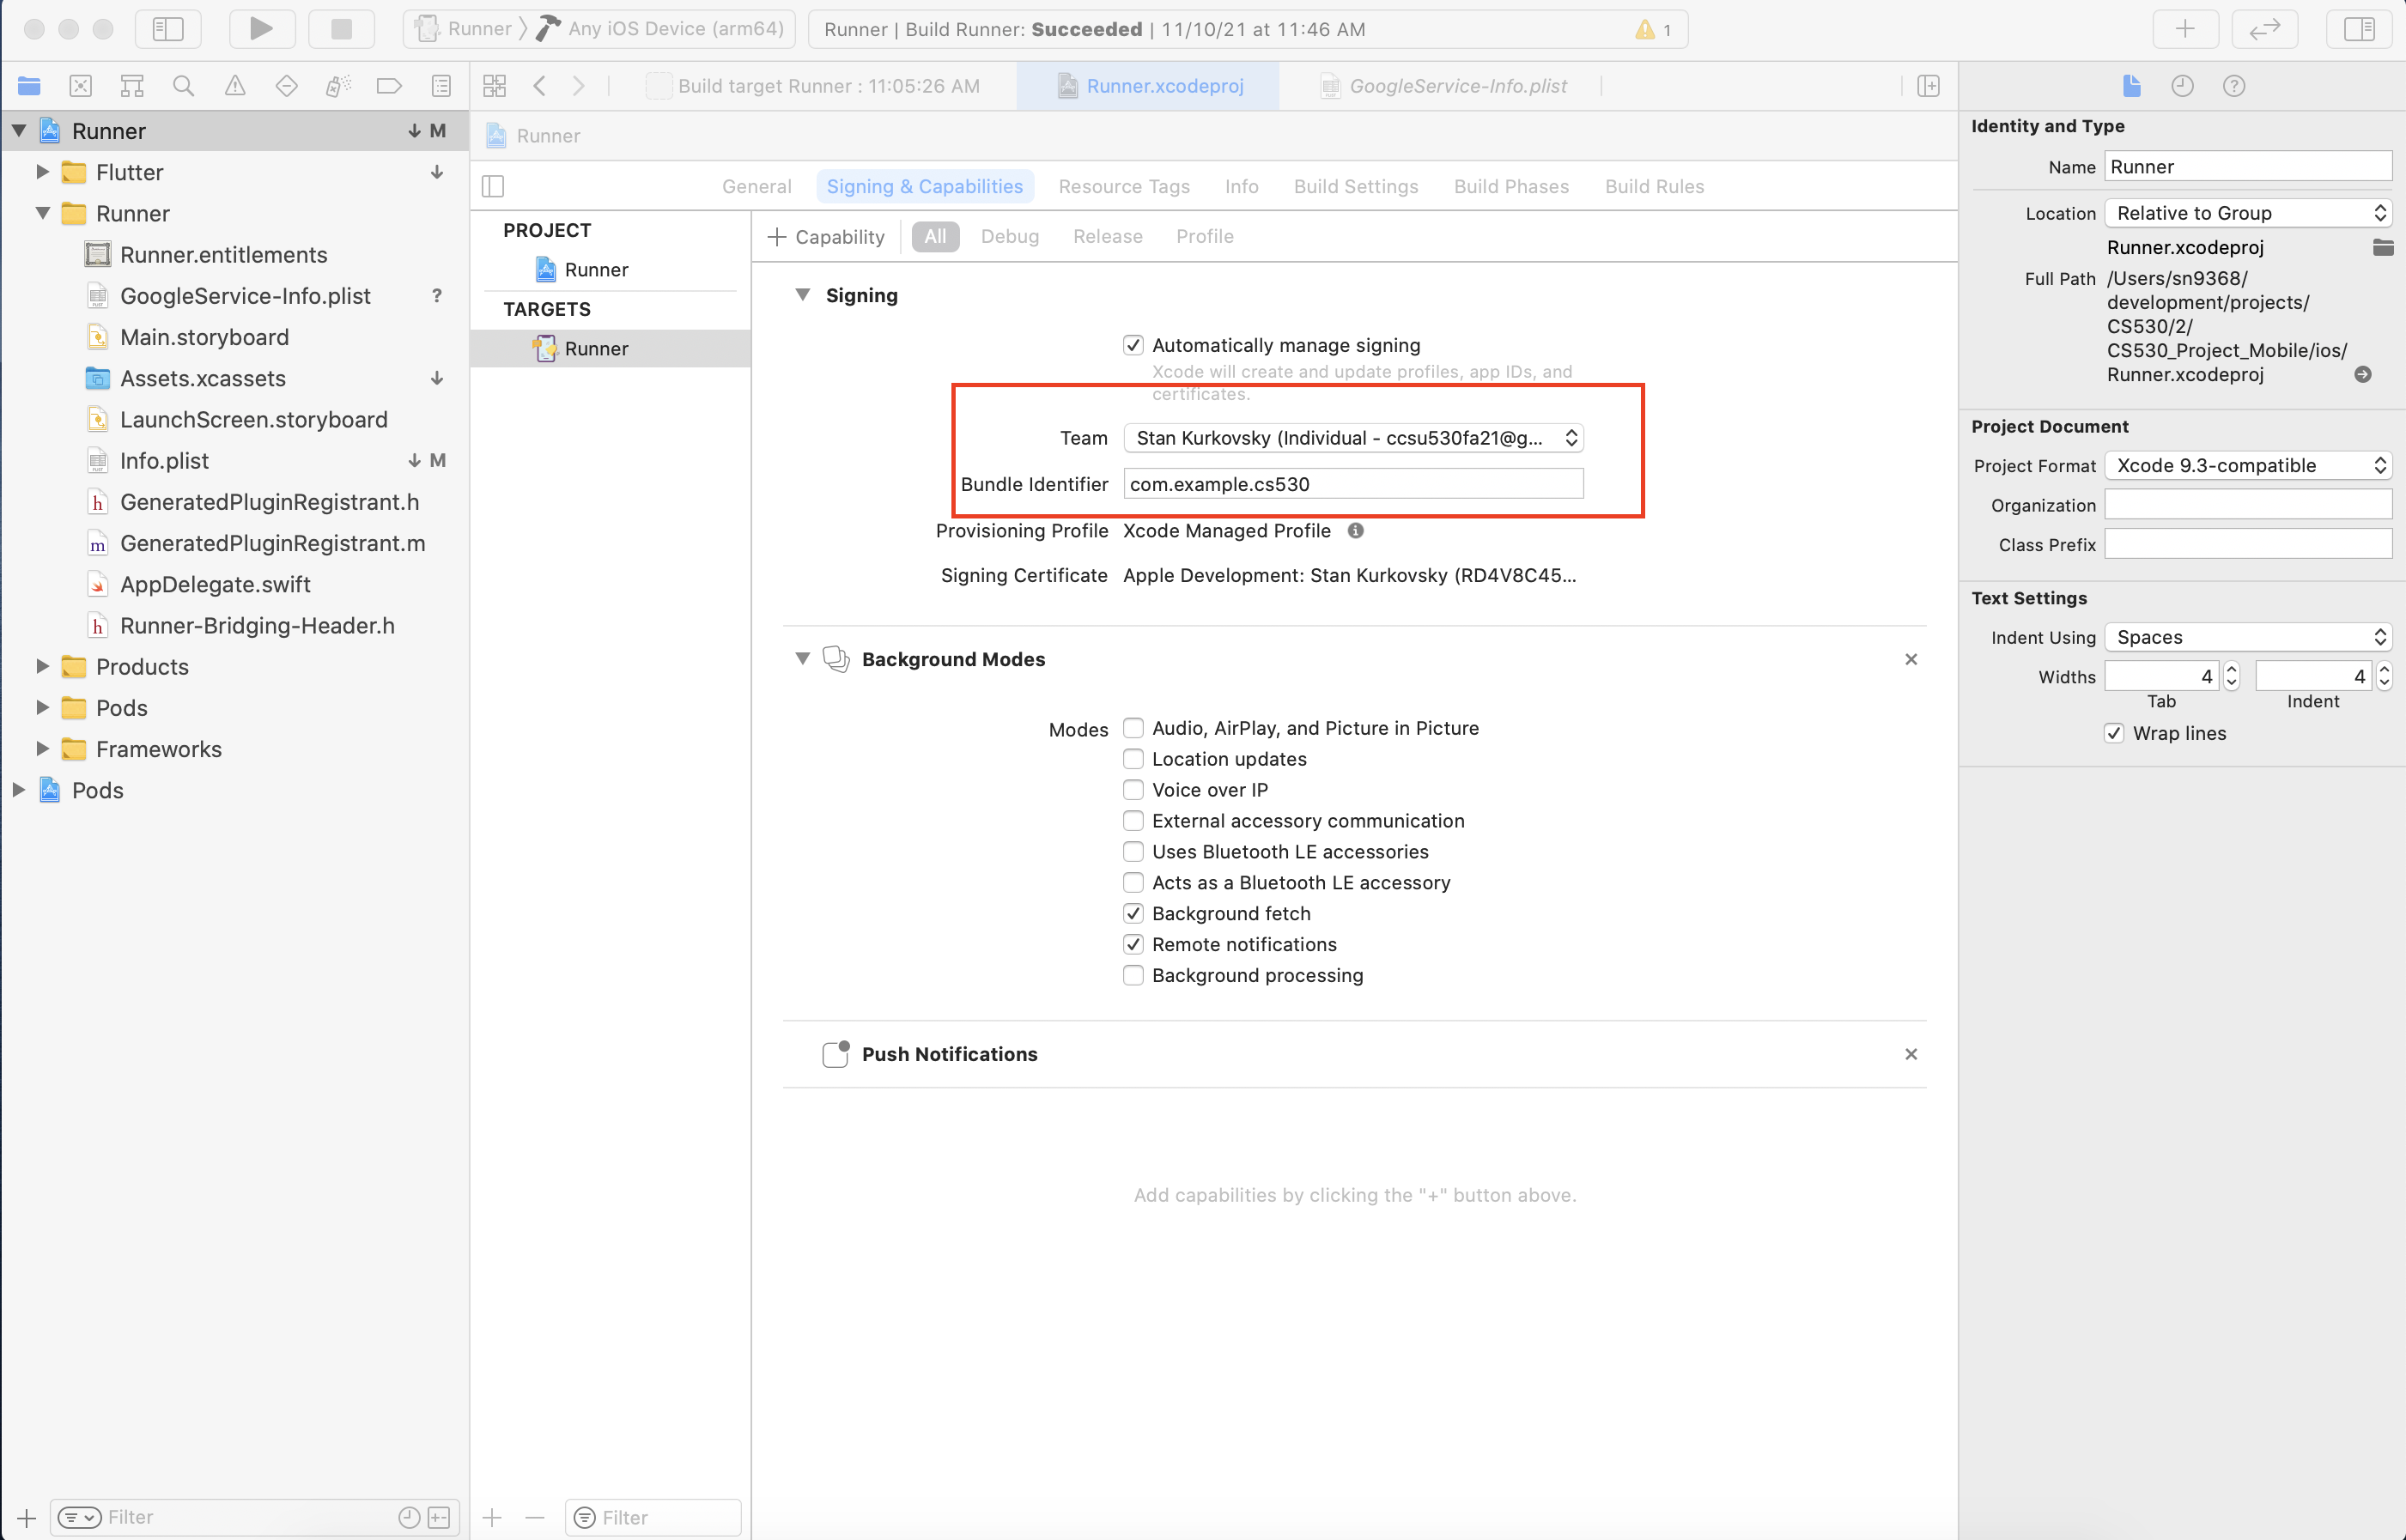 Runner
Any iOS Device (arm64)
Runner | Build Runner: Succeeded | 11/10/21 at 11:46 AM
1
Build target Runner : 11:05:26 AM
Runner.xcodeproj
GoogleService-Info.plist
Runner M
Flutter
Runner
Runner.entitlements
GoogleService-Info.plist ?
Main.storyboard
Assets.xcassets
LaunchScreen.storyboard
Info.plist M
GeneratedPluginRegistrant.h
GeneratedPluginRegistrant.m
AppDelegate.swift
Runner-Bridging-Header.h
Products
Pods
Frameworks
Pods
Filter
Runner
General Signing & Capabilities Resource Tags Info Build Settings Build Phases Build Rules
PROJECT
Runner
TARGETS
Runner
Filter
+ Capability All Debug Release Profile
Signing
Automatically manage signing
Xcode will create and update profiles, app IDs, and
certificates.
Team Stan Kurkovsky (Individual - ccsu530fa21@g...
Bundle Identifier com.example.cs530
Provisioning Profile Xcode Managed Profile
Signing Certificate Apple Development: Stan Kurkovsky (RD4V8C45...
Background Modes
Modes Audio, AirPlay, and Picture in Picture
Location updates
Voice over IP
External accessory communication
Uses Bluetooth LE accessories
Acts as a Bluetooth LE accessory
Background fetch
Remote notifications
Background processing
Push Notifications
Add capabilities by clicking the "+" button above.
Identity and Type
Name Runner
Location Relative to Group
Runner.xcodeproj
Full Path /Users/sn9368/
development/projects/
CS530/2/
CS530_Project_Mobile/ios/
Runner.xcodeproj
Project Document
Project Format Xcode 9.3-compatible
Organization
Class Prefix
Text Settings
Indent Using Spaces
Widths 4 4
Tab Indent
Wrap lines